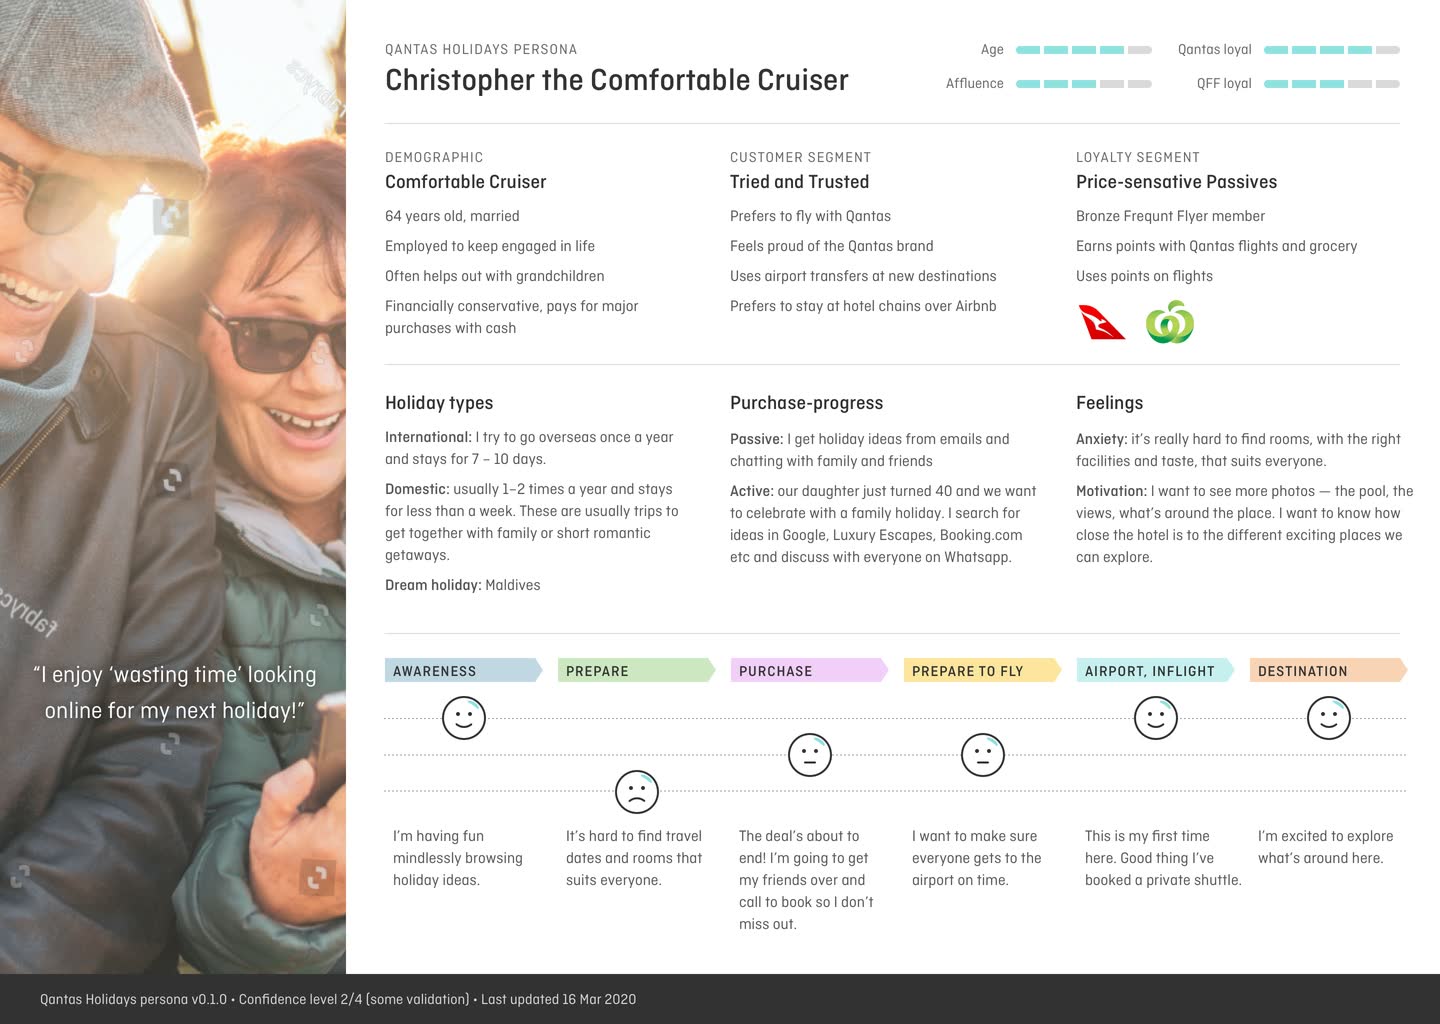 QANTAS HOLIDAYS PERSONA
Christopher the Comfortable Cruiser
Age
Qantas loyal
Affluence
QFF loyal
DEMOGRAPHIC
Comfortable Cruiser
64 years old, married
Employed to keep engaged in life
Often helps out with grandchildren
Financially conservative, pays for major
purchases with cash
CUSTOMER SEGMENT
Tried and Trusted
Prefers to fly with Qantas
Feels proud of the Qantas brand
Uses airport transfers at new destinations
Prefers to stay at hotel chains over Airbnb
LOYALTY SEGMENT
Price-sensative Passives
Bronze Frequnt Flyer member
Earns points with Qantas flights and grocery
Uses points on flights
Holiday types
International: I try to go overseas once a year
and stays for 7 – 10 days.
Domestic: usually 1–2 times a year and stays
for less than a week. These are usually trips to
get together with family or short romantic
getaways.
Dream holiday: Maldives
Purchase-progress
Passive: I get holiday ideas from emails and
chatting with family and friends
Active: our daughter just turned 40 and we want
to celebrate with a family holiday. I search for
ideas in Google, Luxury Escapes, Booking.com
etc and discuss with everyone on Whatsapp.
Feelings
Anxiety: it's really hard to find rooms, with the right
facilities and taste, that suits everyone.
Motivation: I want to see more photos — the pool, the
views, what's around the place. I want to know how
close the hotel is to the different exciting places we
can explore.
fabrycs
fabrycs
“I enjoy ‘wasting time’ looking
online for my next holiday!”
AWARENESS
PREPARE
PURCHASE
PREPARE TO FLY
AIRPORT, INFLIGHT
DESTINATION
I'm having fun
mindlessly browsing
holiday ideas.
It's hard to find travel
dates and rooms that
suits everyone.
The deal's about to
end! I'm going to get
my friends over and
call to book so I don't
miss out.
I want to make sure
everyone gets to the
airport on time.
This is my first time
here. Good thing I've
booked a private shuttle.
I'm excited to explore
what's around here.
Qantas Holidays persona v0.1.0 • Confidence level 2/4 (some validation) • Last updated 16 Mar 2020